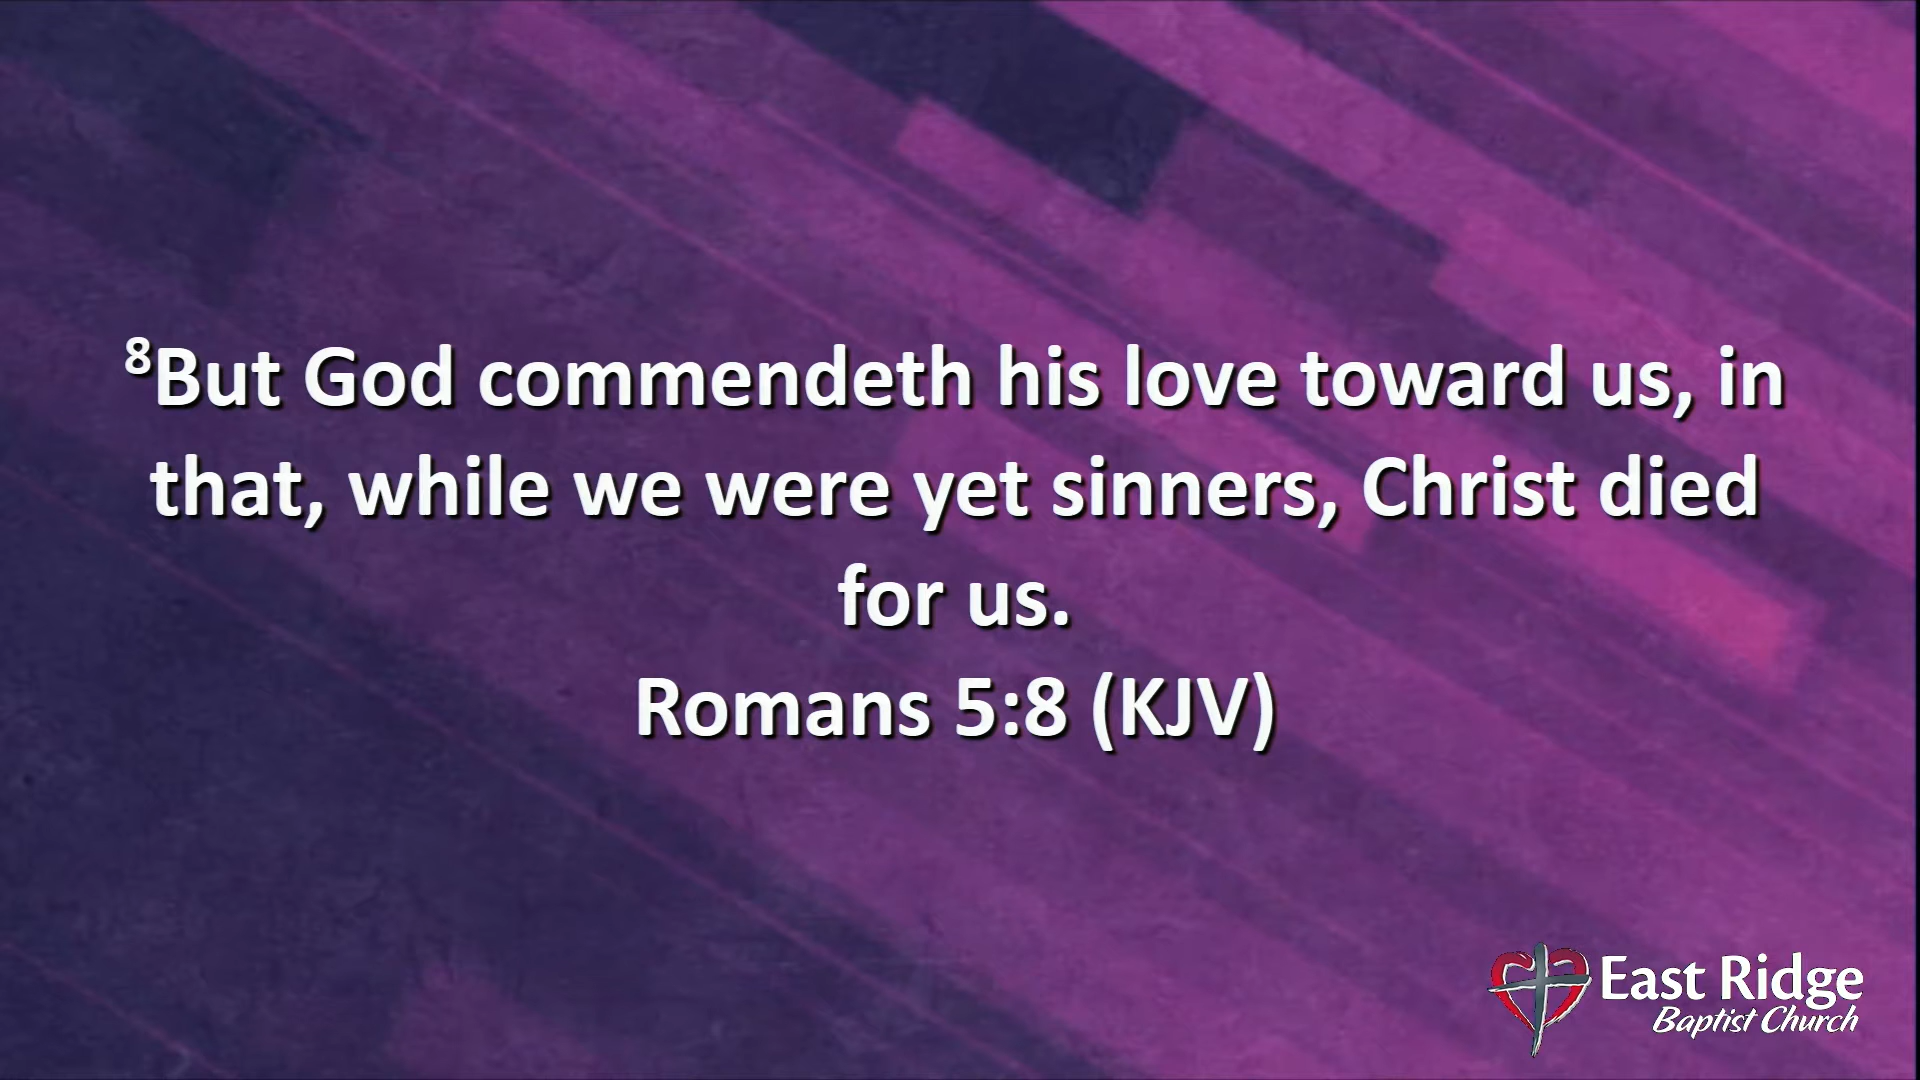 ⁸But God commendeth his love toward us, in
that, while we were yet sinners, Christ died
for us.
Romans 5:8 (KJV)
East Ridge
Baptist Church